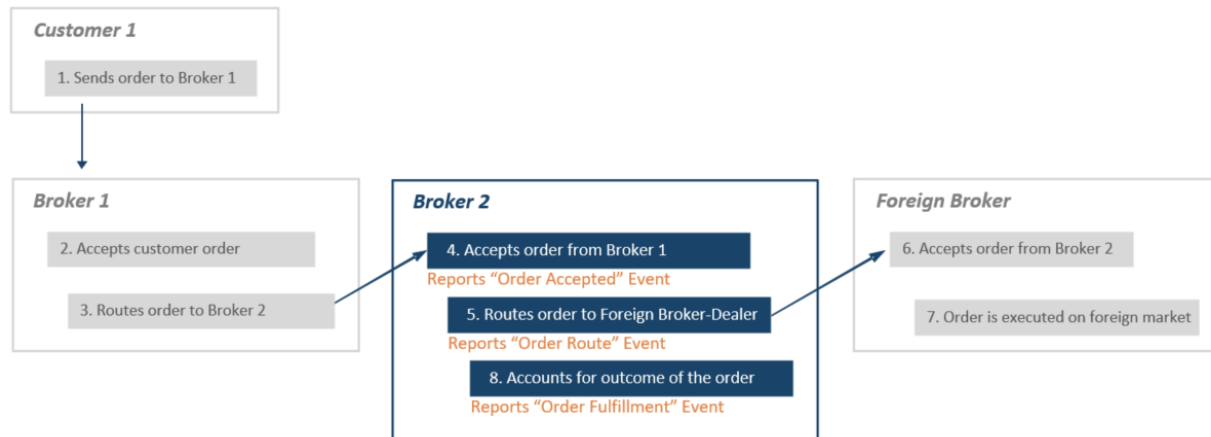 Customer 1
1. Sends order to Broker 1
Broker 1
2. Accepts customer order
3. Routes order to Broker 2
Broker 2
4. Accepts order from Broker 1
Reports “Order Accepted” Event
5. Routes order to Foreign Broker-Dealer
Reports “Order Route” Event
8. Accounts for outcome of the order
Reports “Order Fulfillment” Event
Foreign Broker
6. Accepts order from Broker 2
7. Order is executed on foreign market